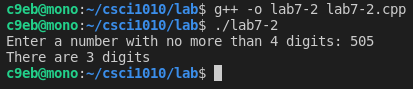 c9eb@mono:~/csci1010/lab$ g++ -o lab7-2 lab7-2.cpp
c9eb@mono:~/csci1010/lab$ ./lab7-2
Enter a number with no more than 4 digits: 505
There are 3 digits
c9eb@mono:~/csci1010/lab$